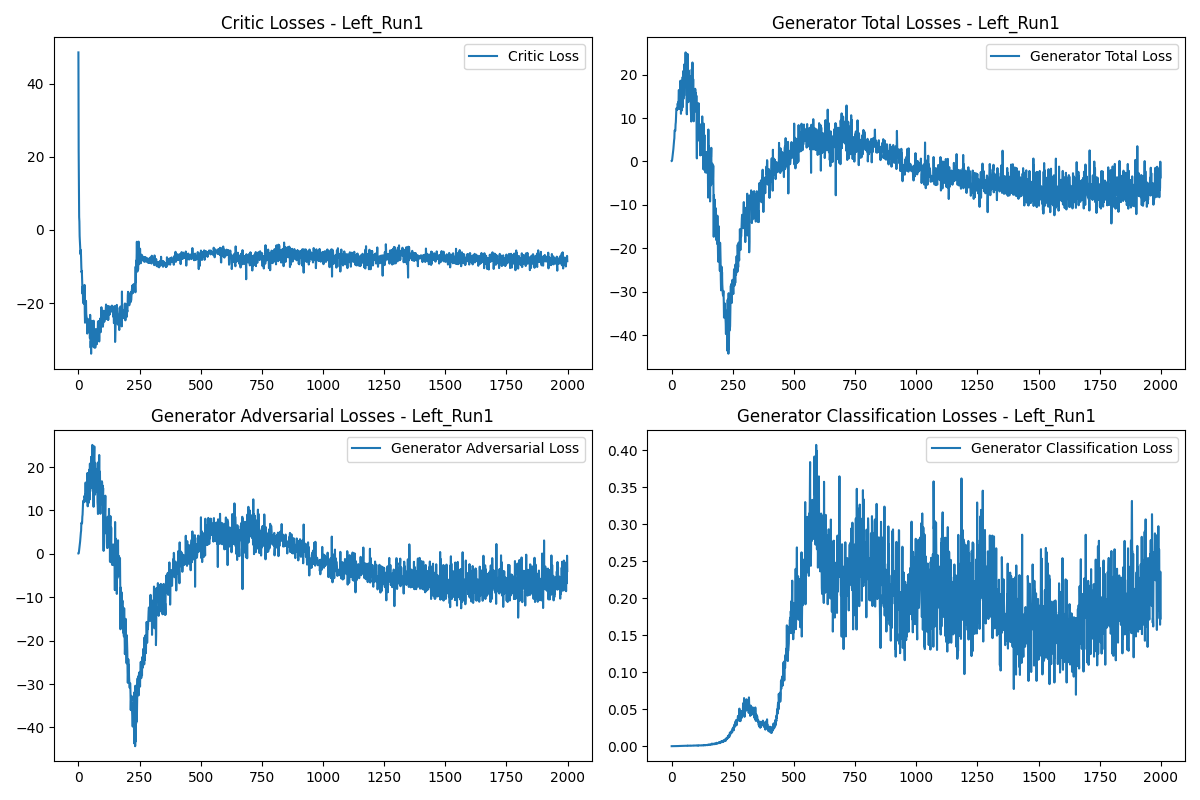 Critic Losses - Left_Run1
Critic Loss
40
20
0
−20
0 250 500 750 1000 1250 1500 1750 2000
Generator Total Losses - Left_Run1
Generator Total Loss
20
10
0
−10
−20
−30
−40
0 250 500 750 1000 1250 1500 1750 2000
Generator Adversarial Losses - Left_Run1
Generator Adversarial Loss
20
10
0
−10
−20
−30
−40
0 250 500 750 1000 1250 1500 1750 2000
Generator Classification Losses - Left_Run1
Generator Classification Loss
0.40
0.35
0.30
0.25
0.20
0.15
0.10
0.05
0.00
0 250 500 750 1000 1250 1500 1750 2000